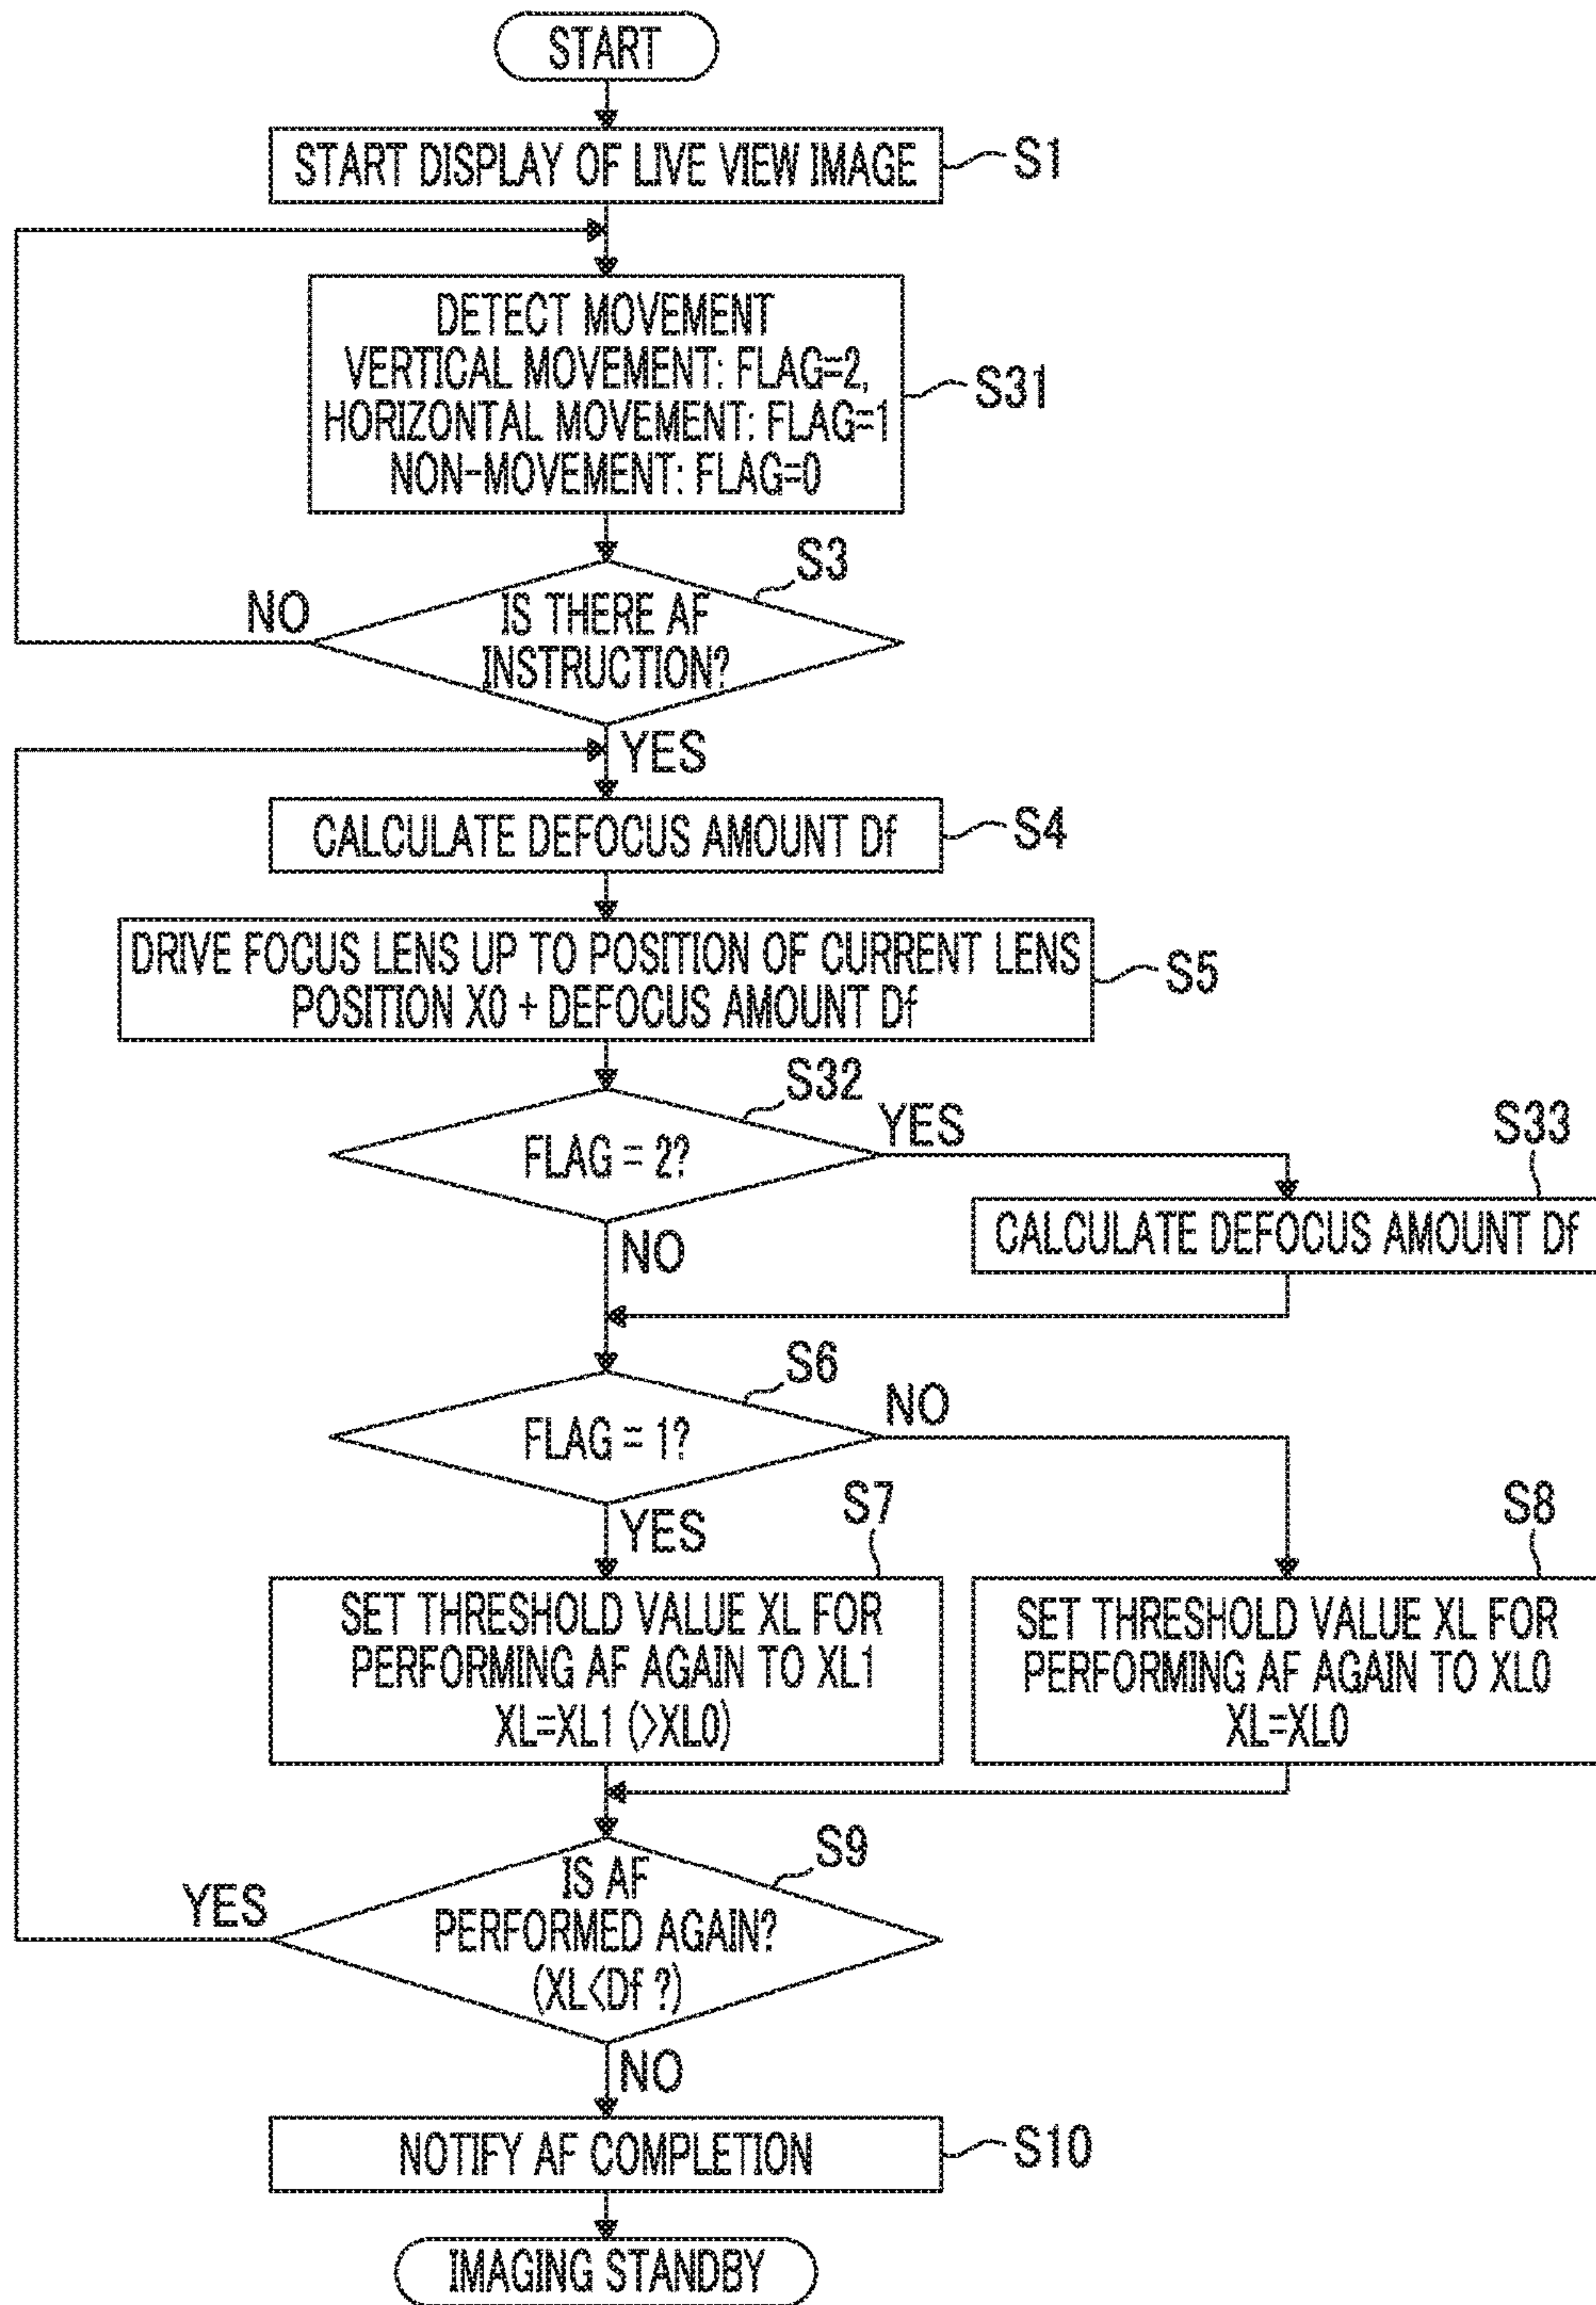 START
START DISPLAY OF LIVE VIEW IMAGE
S1
DETECT MOVEMENT
VERTICAL MOVEMENT: FLAG=2,
HORIZONTAL MOVEMENT: FLAG=1
NON-MOVEMENT: FLAG=0
S31
S3
NO
IS THERE AF
INSTRUCTION?
YES
CALCULATE DEFOCUS AMOUNT Df
S4
DRIVE FOCUS LENS UP TO POSITION OF CURRENT LENS
POSITION X0 + DEFOCUS AMOUNT Df
S5
S32
FLAG = 2?
YES
S33
NO
CALCULATE DEFOCUS AMOUNT Df
S6
FLAG = 1?
NO
YES
S7
S8
SET THRESHOLD VALUE XL FOR
PERFORMING AF AGAIN TO XL1
XL=XL1 (>XL0)
SET THRESHOLD VALUE XL FOR
PERFORMING AF AGAIN TO XL0
XL=XL0
S9
YES
IS AF
PERFORMED AGAIN?
(XL<Df ?)
NO
NOTIFY AF COMPLETION
S10
IMAGING STANDBY